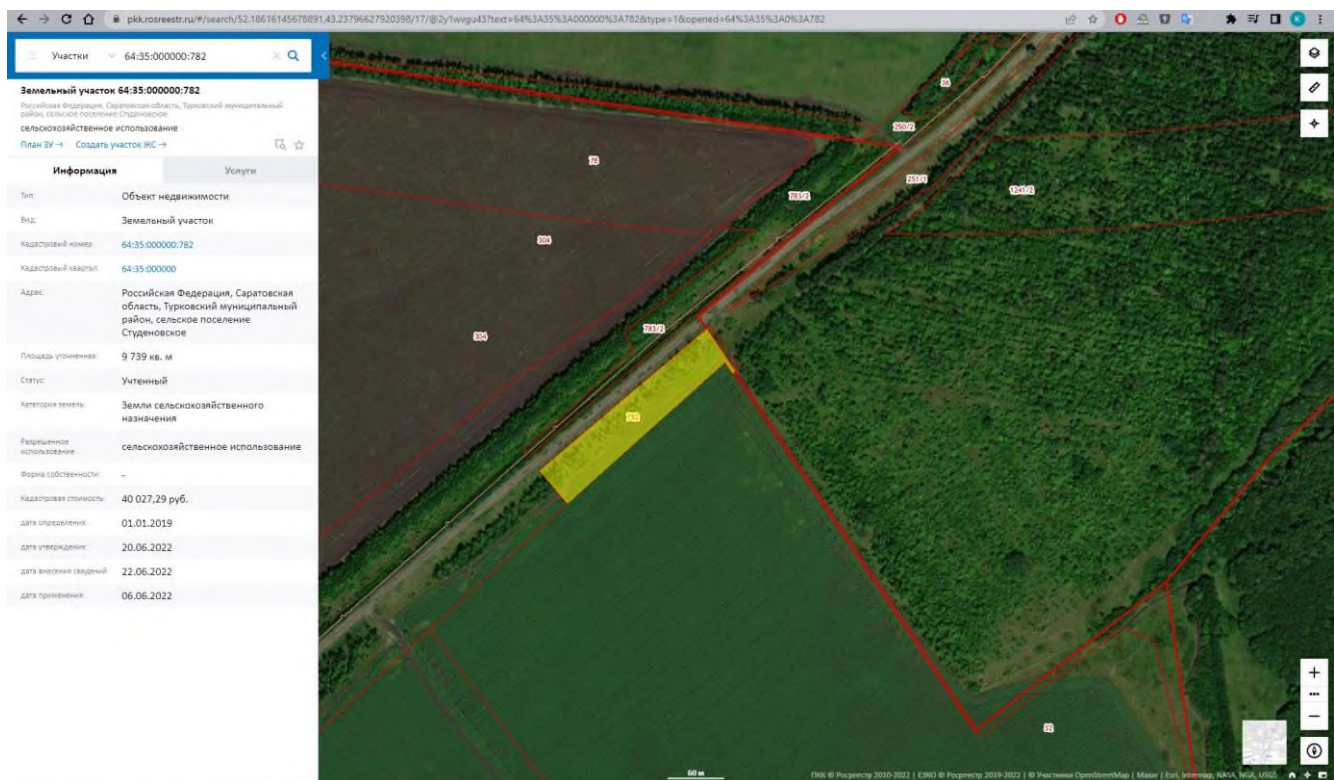 pkk.rosreestr.ru/#/search/52.18616145678891,43.23796627920398/17/@2y1wvgu43?text=64%3A35%3A000000%3A782&type=1&opened=64%3A35%3A0%3A782
Участки 64:35:000000:782
Земельный участок 64:35:000000:782
Российская Федерация, Саратовская область, Турковский муниципальный
район, сельское поселение Студеновское
сельскохозяйственное использование
План ЗУ → Создать участок ЖС →
Информация Услуги
Тип: Объект недвижимости
Вид: Земельный участок
Кадастровый номер: 64:35:000000:782
Кадастровый квартал: 64:35:000000
Адрес: Российская Федерация, Саратовская
область, Турковский муниципальный
район, сельское поселение
Студеновское
Площадь уточненная: 9 739 кв. м
Статус: Учтенный
Категория земель: Земли сельскохозяйственного
назначения
Разрешенное
использование: сельскохозяйственное использование
Форма собственности: -
Кадастровая стоимость: 40 027,29 руб.
дата определения: 01.01.2019
дата утверждения: 20.06.2022
дата внесения сведений: 22.06.2022
дата применения: 06.06.2022
36
250/2
78
251/1
783/2
1241/2
304
783/2
304
782
32
60 м
ПКК © Росреестр 2010-2022 | ЕЭКО © Росреестр 2019-2022 | © Участники OpenStreetMap | Maxar | Esri, Intermap, NASA, NGA, USGS